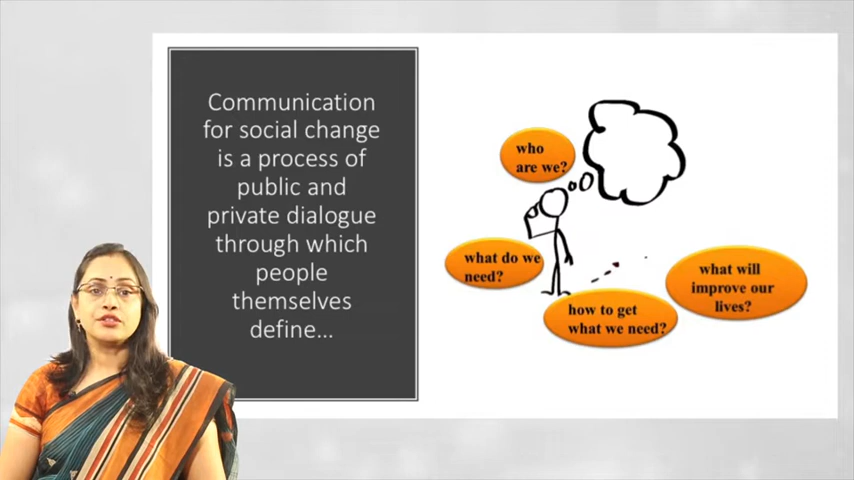 Communication
for social change
is a process of
public and
private dialogue
through which
people
themselves
define...
who
are we?
what do we
need?
how to get
what we need?
what will
improve our
lives?